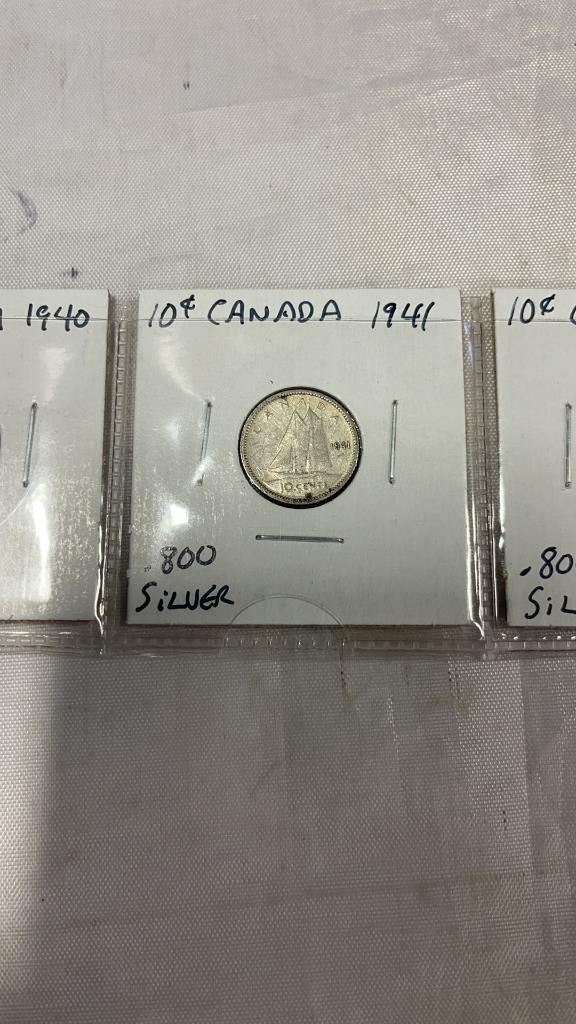 1940
10¢ CANADA 1941
10¢
CANADA
1941
10 CENTS
.800
SILVER
.80
SIL